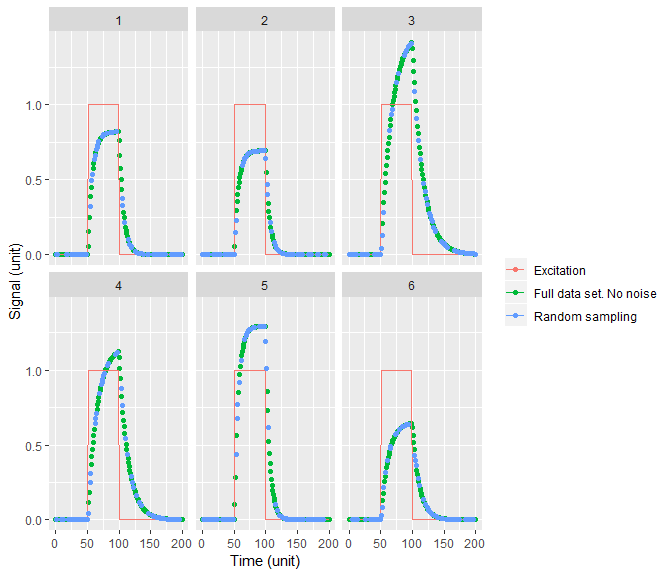 1 2 3
1.0
0.5
0.0
Signal (unit)
4 5 6
1.0
0.5
0.0
0 50 100 150 200 0 50 100 150 200 0 50 100 150 200
Time (unit)
Excitation
Full data set. No noise
Random sampling